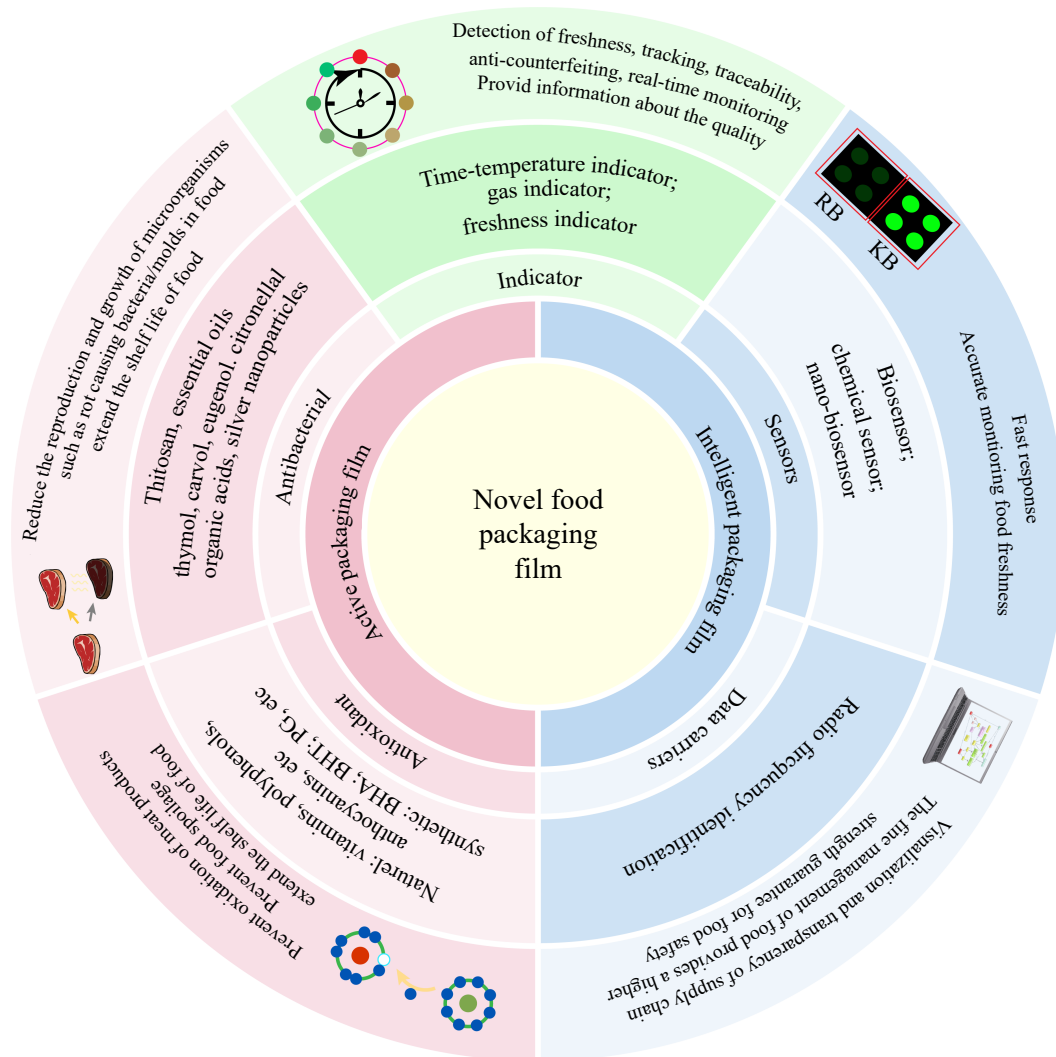 Novel food
packaging
film
Active packaging film
Intelligent packaging film
Indicator
Time-temperature indicator;
gas indicator;
freshness indicator
Detection of freshness, tracking, traceability,
anti-counterfeiting, real-time monitoring
Provid information about the quality
Sensors
Biosensor;
chemical sensor;
nano-biosensor
RB
KB
Fast response
Accurate montioring food freshness
Data carriers
Radio firequency identification
Visnalization and transparency of supply chain
The fine management of food provides a higher
strength guarantee for food safety
Antioxidant
Naturel: vitamins, polyphenols,
anthocyanins, etc
synthetic: BHA, BHT, PG, etc
Prevent oxidation of meat products
Prevent food spoilage
extend the shelf life of food
Antibacterial
Thitosan, essential oils
thymol, carvol, eugenol. citronellal
organic acids, silver nanoparticles
Reduce the reproduction and growth of microorganisms
such as rot causing bacteria/molds in food
extend the shelf life of food